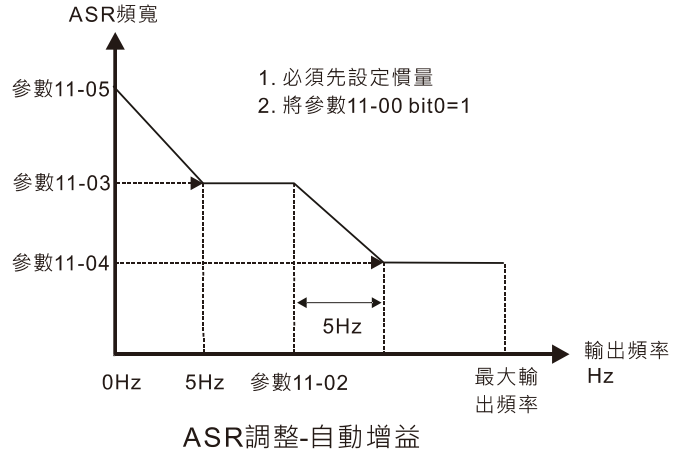 ASR頻寬
1. 必須先設定慣量
2. 將參數11-00 bit0=1
參數11-05
參數11-03
參數11-04
5Hz
0Hz
5Hz
參數11-02
最大輸
出頻率
輸出頻率
Hz
ASR調整-自動增益